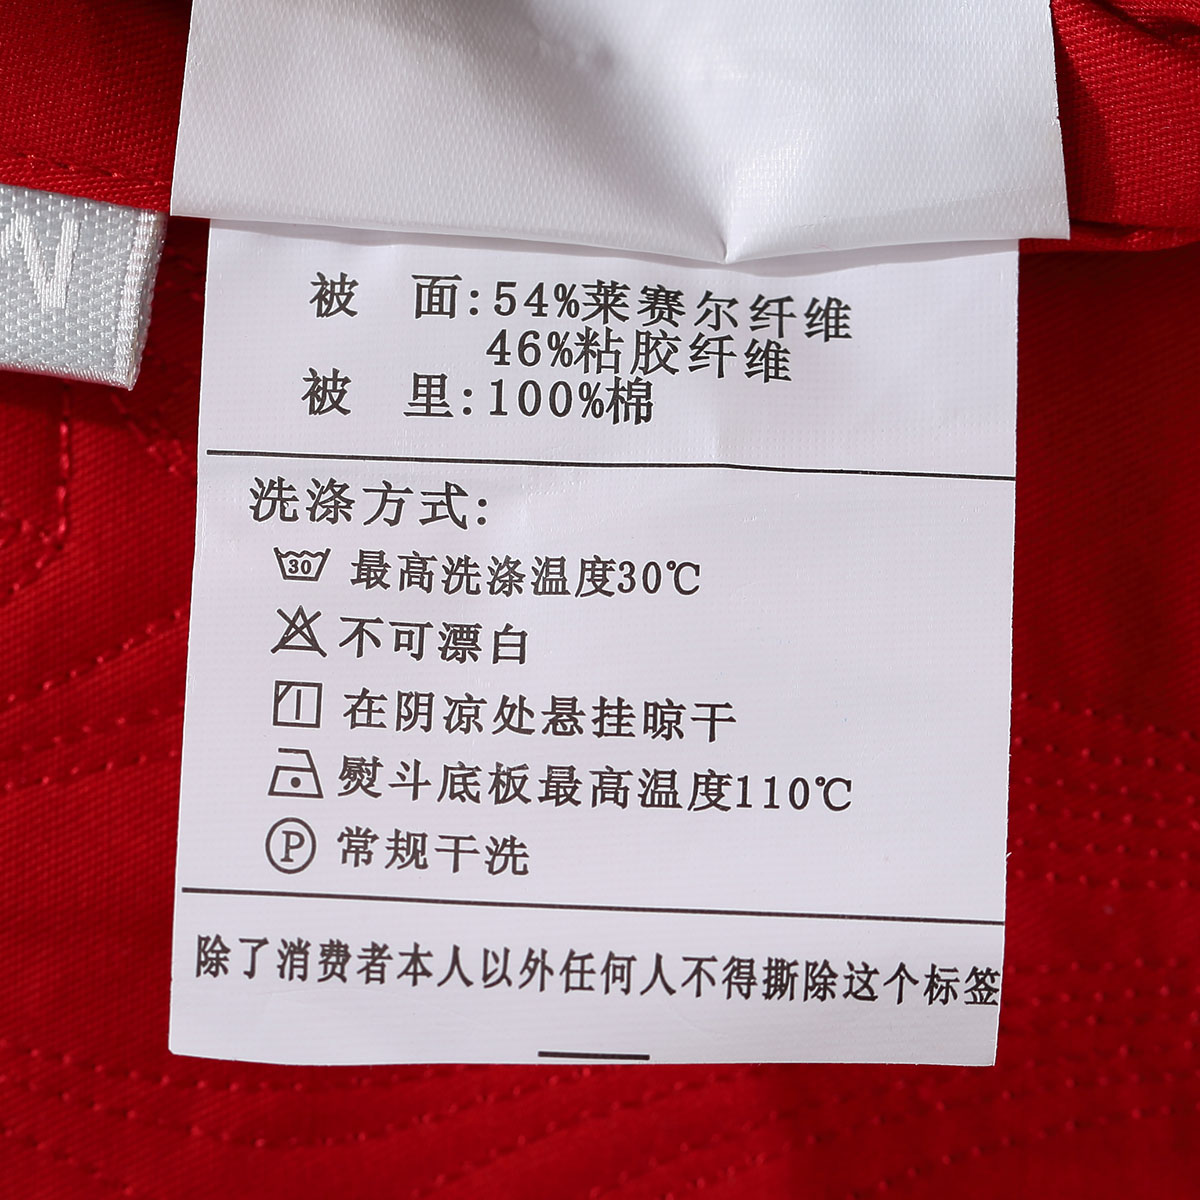 N
被 面:54%莱赛尔纤维
46%粘胶纤维
被 里:100%棉
洗涤方式:
30 最高洗涤温度30℃
不可漂白
在阴凉处悬挂晾干
熨斗底板最高温度110℃
P 常规干洗
除了消费者本人以外任何人不得撕除这个标签